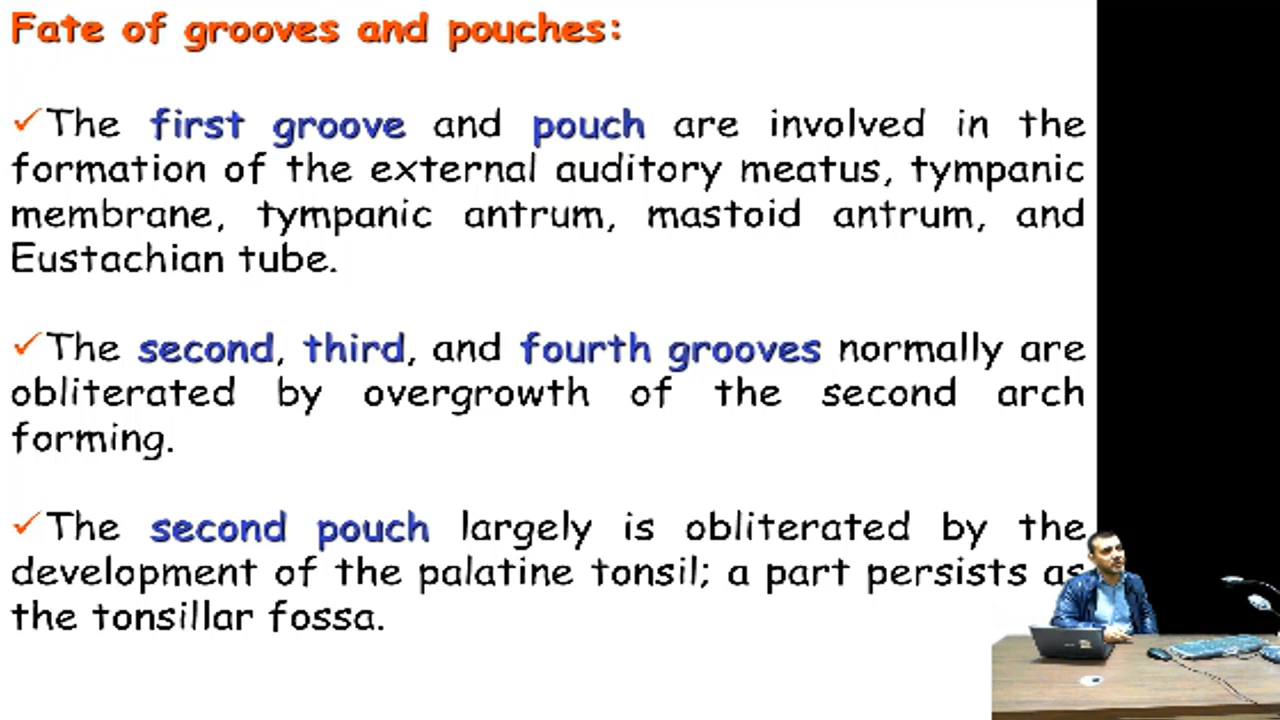 Fate of grooves and pouches:
✓The first groove and pouch are involved in the
formation of the external auditory meatus, tympanic
membrane, tympanic antrum, mastoid antrum, and
Eustachian tube.
✓The second, third, and fourth grooves normally are
obliterated by overgrowth of the second arch
forming.
✓The second pouch largely is obliterated by the
development of the palatine tonsil; a part persists as
the tonsillar fossa.